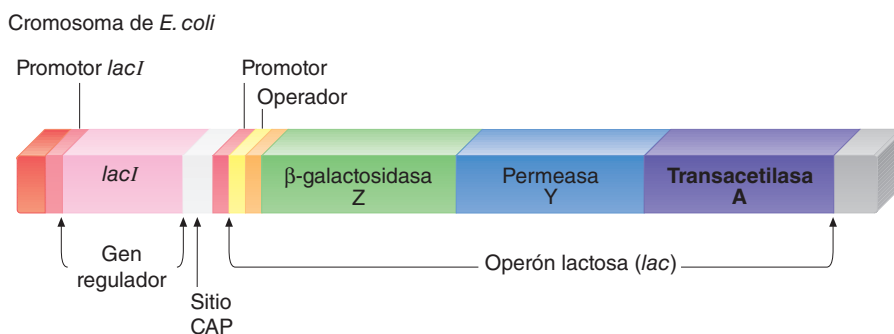 Cromosoma de E. coli
Promotor lacI
Promotor
Operador
lacI
β-galactosidasa
Z
Permeasa
Y
Transacetilasa
A
Gen
regulador
Sitio
CAP
Operón lactosa (lac)